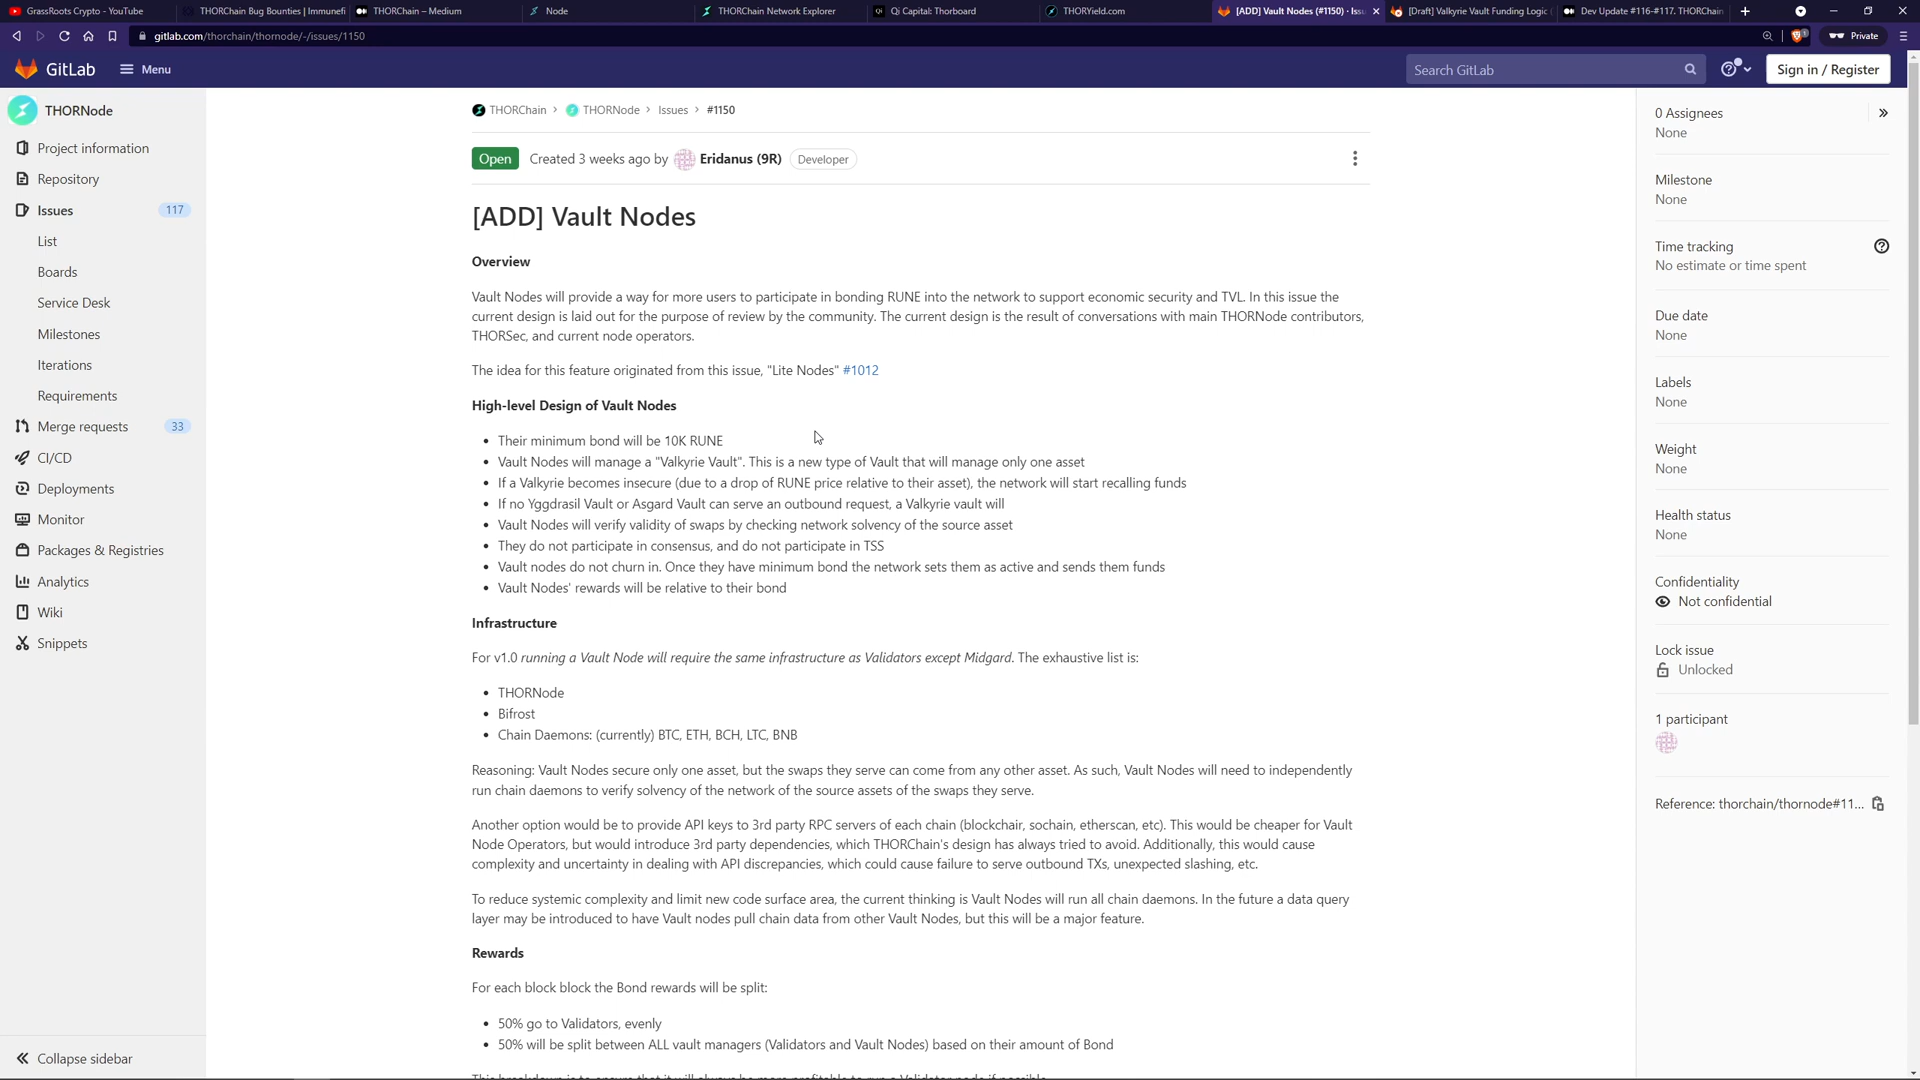 GrassRoots Crypto - YouTube
THORChain Bug Bounties | Immunefi
THORChain – Medium
Node
THORChain Network Explorer
Qi Capital: Thorboard
THORYield.com
[ADD] Vault Nodes (#1150) · Iss
[Draft] Valkyrie Vault Funding Logic
Dev Update #116-#117. THORChain
gitlab.com/thorchain/thornode/-/issues/1150
Private
GitLab
Menu
Search GitLab
Sign in / Register
THORNode
Project information
Repository
Issues 117
List
Boards
Service Desk
Milestones
Iterations
Requirements
Merge requests 33
CI/CD
Deployments
Monitor
Packages & Registries
Analytics
Wiki
Snippets
Collapse sidebar
THORChain > THORNode > Issues > #1150
Open Created 3 weeks ago by Eridanus (9R) Developer
[ADD] Vault Nodes
Overview
Vault Nodes will provide a way for more users to participate in bonding RUNE into the network to support economic security and TVL. In this issue the
current design is laid out for the purpose of review by the community. The current design is the result of conversations with main THORNode contributors,
THORSec, and current node operators.
The idea for this feature originated from this issue, "Lite Nodes" #1012
High-level Design of Vault Nodes
• Their minimum bond will be 10K RUNE
• Vault Nodes will manage a "Valkyrie Vault". This is a new type of Vault that will manage only one asset
• If a Valkyrie becomes insecure (due to a drop of RUNE price relative to their asset), the network will start recalling funds
• If no Yggdrasil Vault or Asgard Vault can serve an outbound request, a Valkyrie vault will
• Vault Nodes will verify validity of swaps by checking network solvency of the source asset
• They do not participate in consensus, and do not participate in TSS
• Vault nodes do not churn in. Once they have minimum bond the network sets them as active and sends them funds
• Vault Nodes' rewards will be relative to their bond
Infrastructure
For v1.0 running a Vault Node will require the same infrastructure as Validators except Midgard. The exhaustive list is:
• THORNode
• Bifrost
• Chain Daemons: (currently) BTC, ETH, BCH, LTC, BNB
Reasoning: Vault Nodes secure only one asset, but the swaps they serve can come from any other asset. As such, Vault Nodes will need to independently
run chain daemons to verify solvency of the network of the source assets of the swaps they serve.
Another option would be to provide API keys to 3rd party RPC servers of each chain (blockchair, sochain, etherscan, etc). This would be cheaper for Vault
Node Operators, but would introduce 3rd party dependencies, which THORChain's design has always tried to avoid. Additionally, this would cause
complexity and uncertainty in dealing with API discrepancies, which could cause failure to serve outbound TXs, unexpected slashing, etc.
To reduce systemic complexity and limit new code surface area, the current thinking is Vault Nodes will run all chain daemons. In the future a data query
layer may be introduced to have Vault nodes pull chain data from other Vault Nodes, but this will be a major feature.
Rewards
For each block block the Bond rewards will be split:
• 50% go to Validators, evenly
• 50% will be split between ALL vault managers (Validators and Vault Nodes) based on their amount of Bond
This breakdown is to ensure that it will always be more profitable to run a Validator node if possible
0 Assignees
None
Milestone
None
Time tracking
No estimate or time spent
Due date
None
Labels
None
Weight
None
Health status
None
Confidentiality
Not confidential
Lock issue
Unlocked
1 participant
Reference: thorchain/thornode#11...